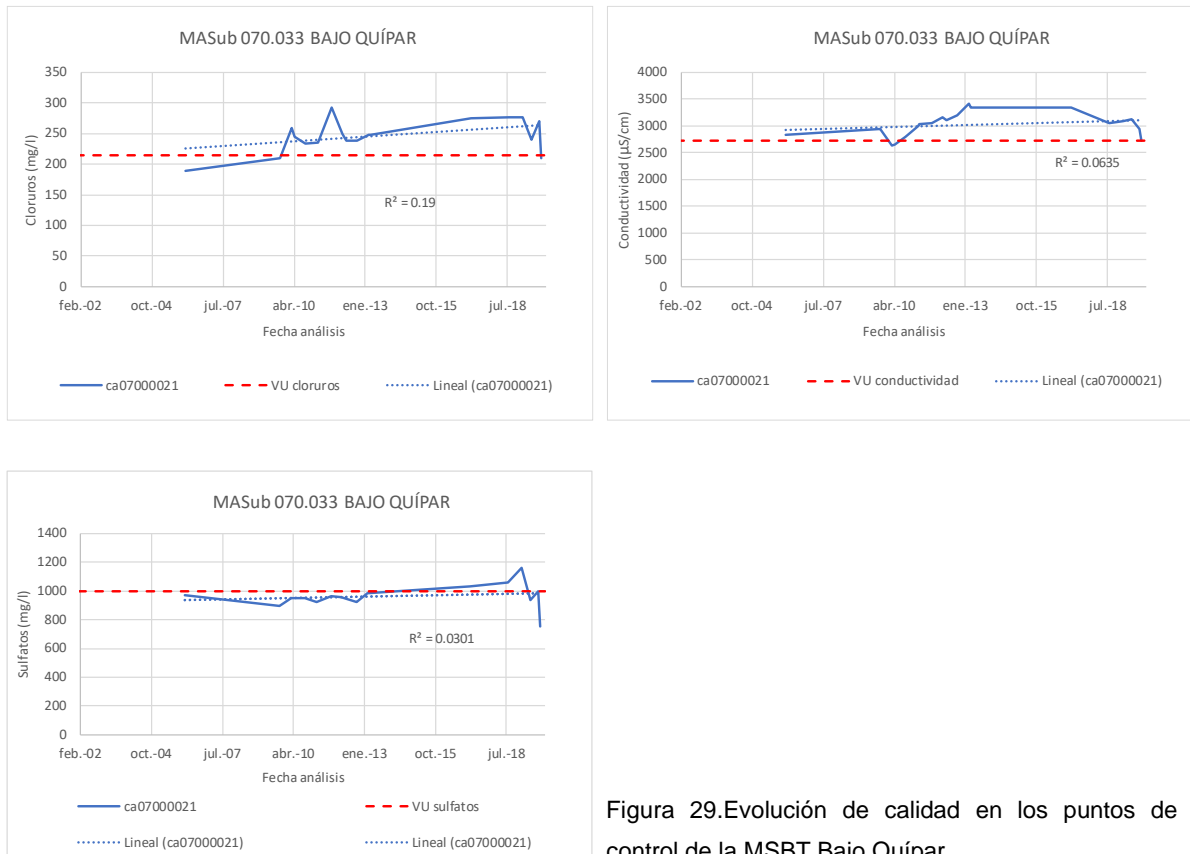 MASub 070.033 BAJO QUÍPAR
350
300
250
200
150
100
50
0
Cloruros (mg/l)
R² = 0.19
feb.-02 oct.-04 jul.-07 abr.-10 ene.-13 oct.-15 jul.-18
Fecha análisis
ca07000021 VU cloruros Lineal (ca07000021)
MASub 070.033 BAJO QUÍPAR
4000
3500
3000
2500
2000
1500
1000
500
0
Conductividad (µS/cm)
R² = 0.0635
feb.-02 oct.-04 jul.-07 abr.-10 ene.-13 oct.-15 jul.-18
Fecha análisis
ca07000021 VU conductividad Lineal (ca07000021)
MASub 070.033 BAJO QUÍPAR
1400
1200
1000
800
600
400
200
0
Sulfatos (mg/l)
R² = 0.0301
feb.-02 oct.-04 jul.-07 abr.-10 ene.-13 oct.-15 jul.-18
Fecha análisis
ca07000021 VU sulfatos
Lineal (ca07000021) Lineal (ca07000021)
Figura 29.Evolución de calidad en los puntos de
control de la MSBT Bajo Quípar